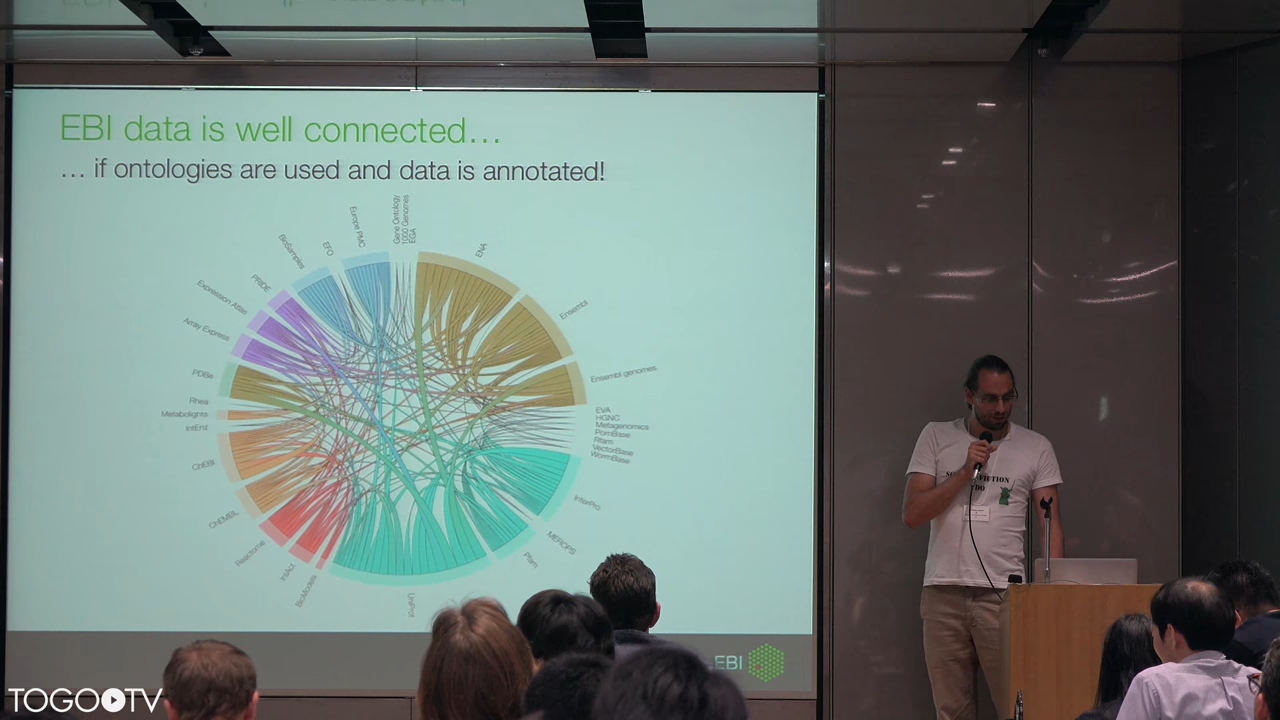 EBI data is well connected...
... if ontologies are used and data is annotated!
Gene Ontology
1000 Genomes
EGA
Europe PMC
EFO
BioSamples
PRIDE
Expression Atlas
Array Express
PDBe
Rhea
Metabolights
IntEnz
ChEBI
ChEMBL
Reactome
IntAct
BioModels
UniProt
Pfam
MEROPS
InterPro
ENA
Ensembl
Ensembl genomes
EVA
HGNC
Metagenomics
PomBase
Rfam
VectorBase
WormBase
-EBI
TOGOTV